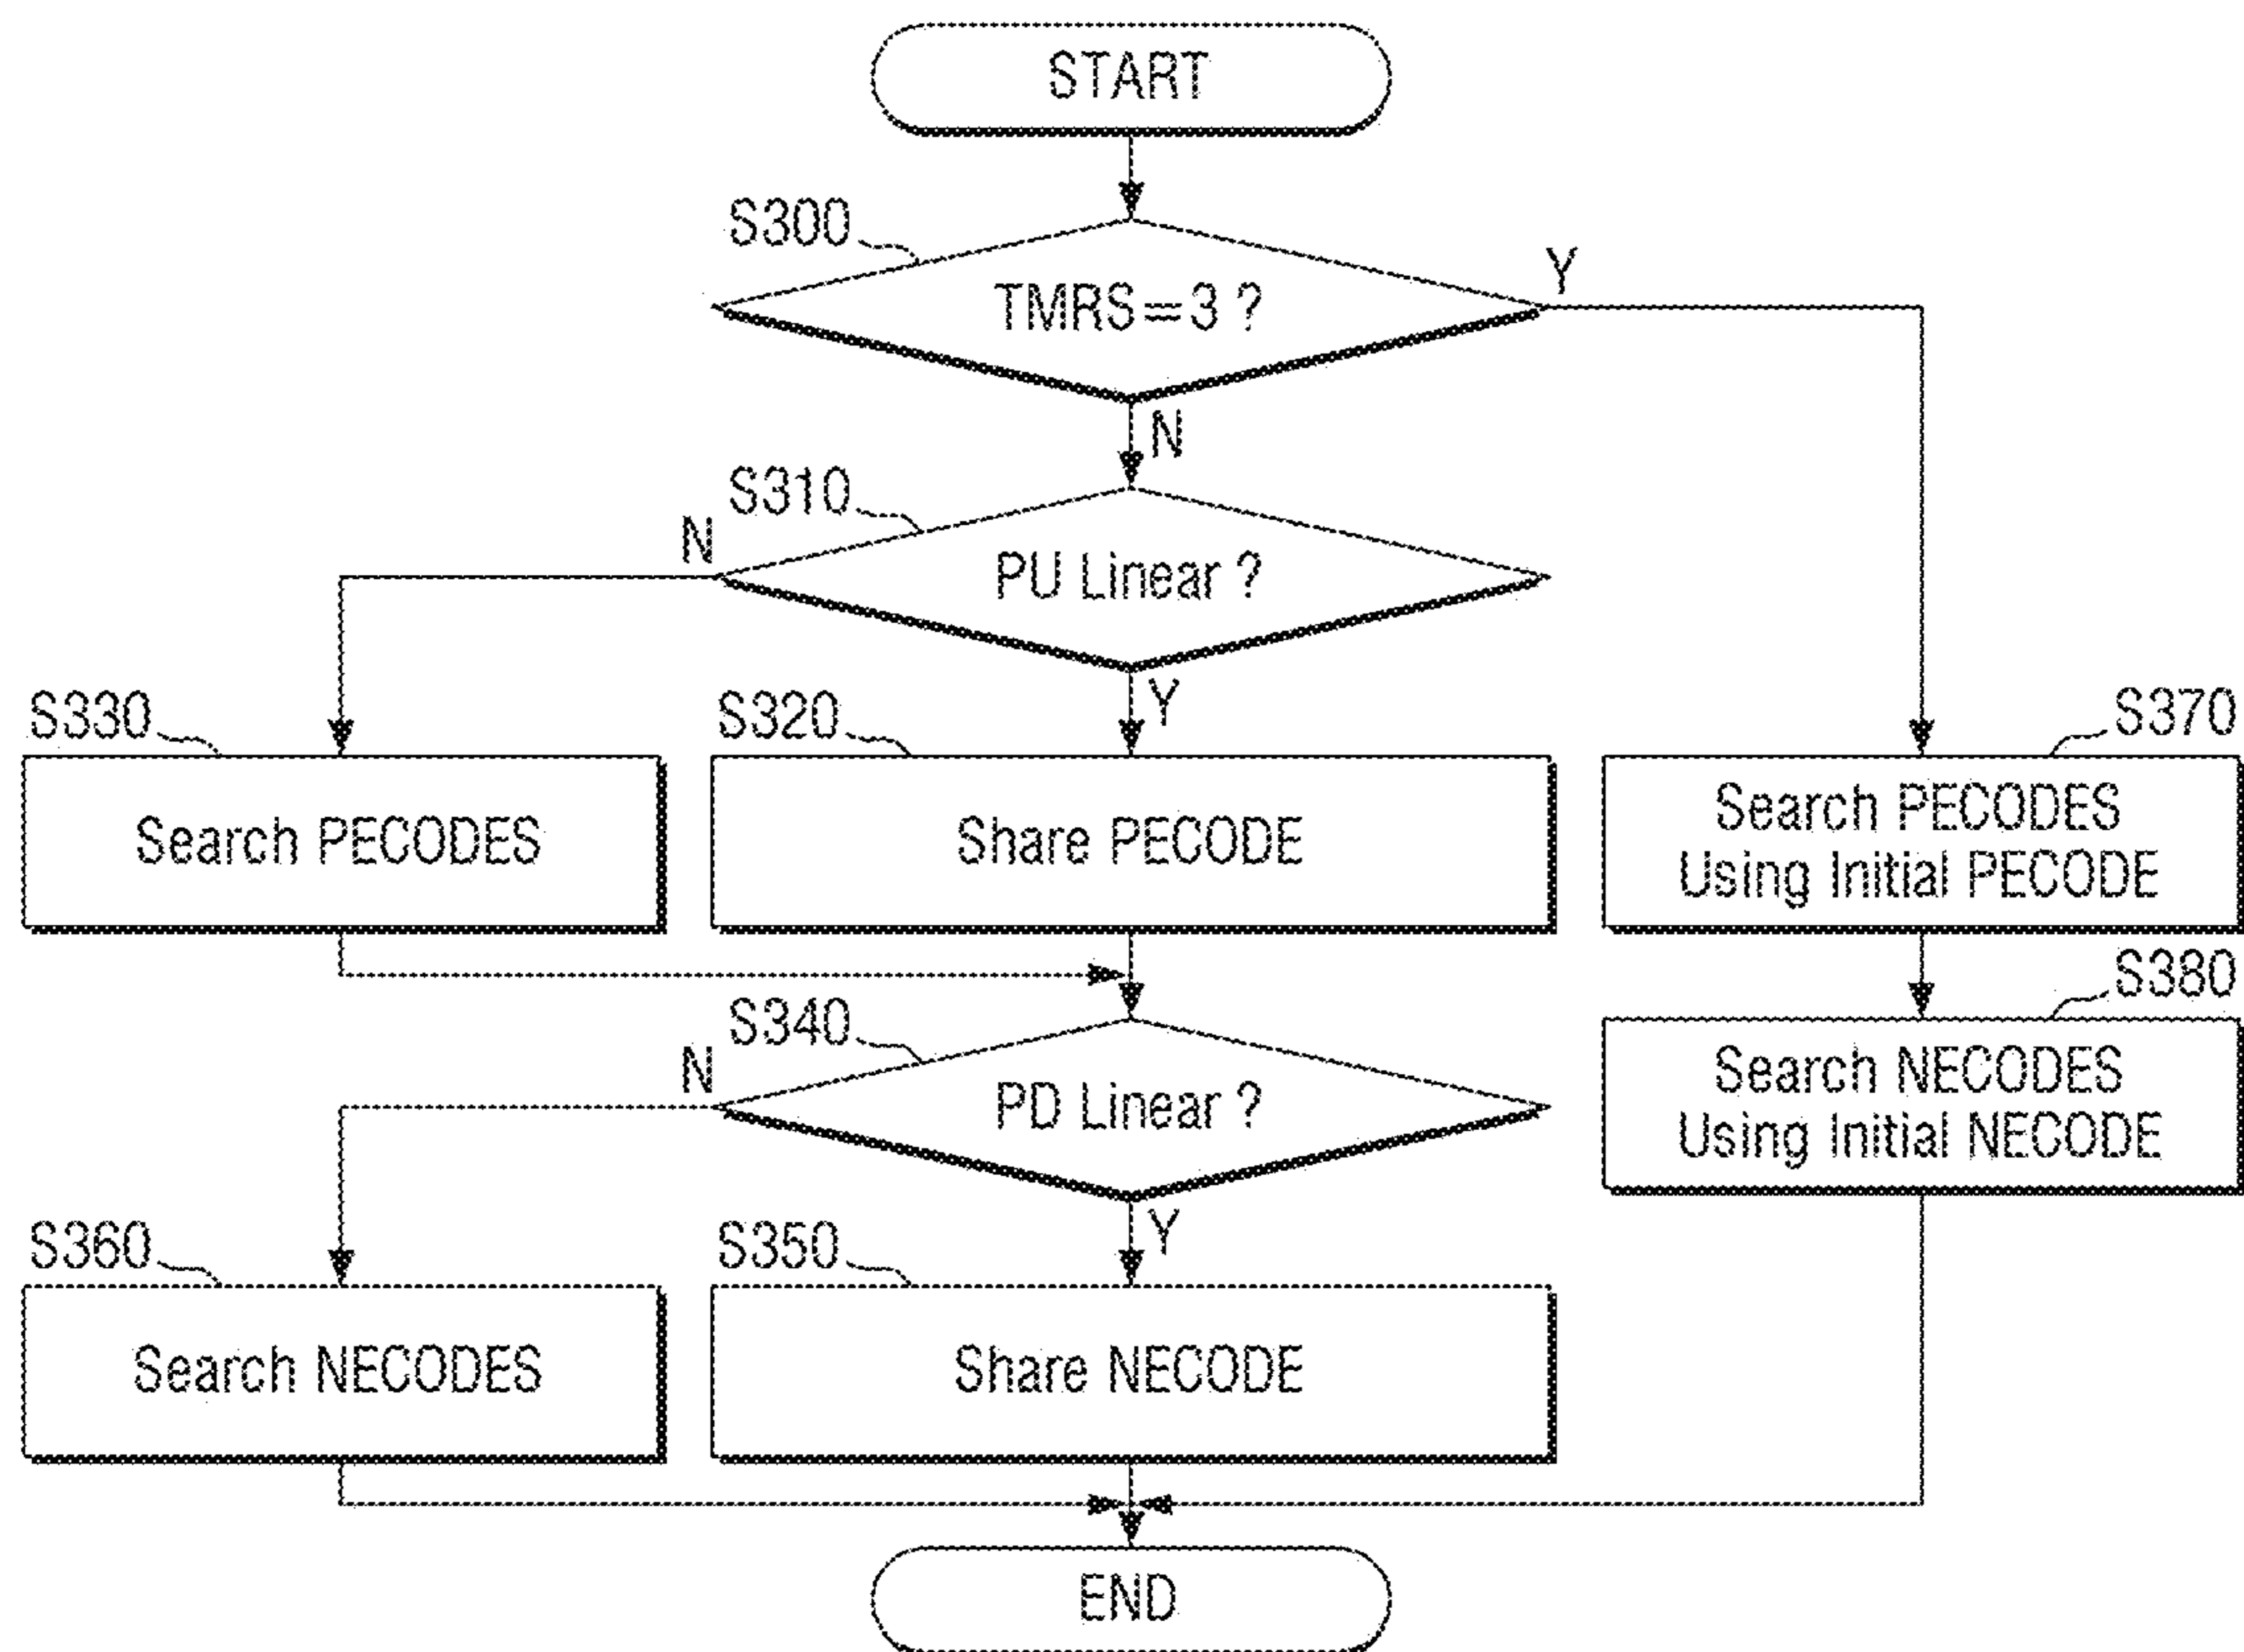 START
S300
TMRS=3 ?
Y
N
S310
N
PU Linear ?
Y
S330
S320
S370
Search PECODES
Share PECODE
Search PECODES
Using Initial PECODE
S340
S380
N
PD Linear ?
Search NECODES
Using Initial NECODE
Y
S360
S350
Search NECODES
Share NECODE
END